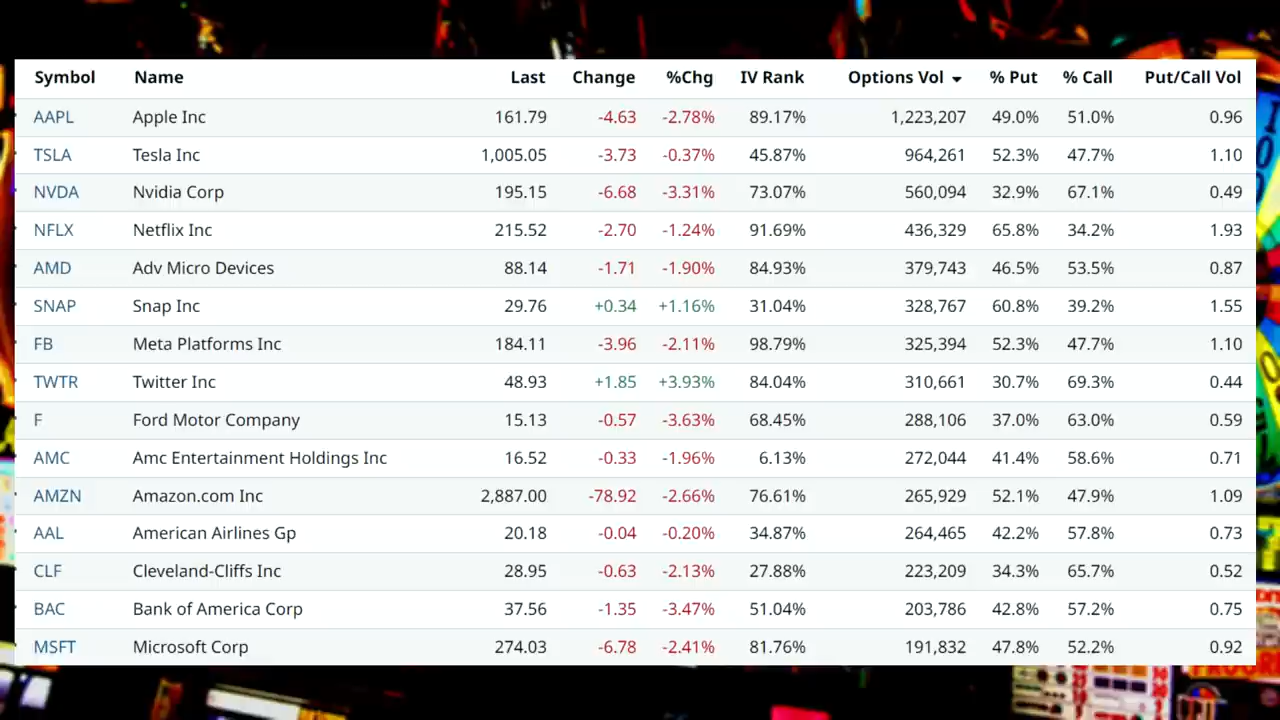 Symbol Name Last Change %Chg IV Rank Options Vol % Put % Call Put/Call Vol
AAPL Apple Inc 161.79 -4.63 -2.78% 89.17% 1,223,207 49.0% 51.0% 0.96
TSLA Tesla Inc 1,005.05 -3.73 -0.37% 45.87% 964,261 52.3% 47.7% 1.10
NVDA Nvidia Corp 195.15 -6.68 -3.31% 73.07% 560,094 32.9% 67.1% 0.49
NFLX Netflix Inc 215.52 -2.70 -1.24% 91.69% 436,329 65.8% 34.2% 1.93
AMD Adv Micro Devices 88.14 -1.71 -1.90% 84.93% 379,743 46.5% 53.5% 0.87
SNAP Snap Inc 29.76 +0.34 +1.16% 31.04% 328,767 60.8% 39.2% 1.55
FB Meta Platforms Inc 184.11 -3.96 -2.11% 98.79% 325,394 52.3% 47.7% 1.10
TWTR Twitter Inc 48.93 +1.85 +3.93% 84.04% 310,661 30.7% 69.3% 0.44
F Ford Motor Company 15.13 -0.57 -3.63% 68.45% 288,106 37.0% 63.0% 0.59
AMC Amc Entertainment Holdings Inc 16.52 -0.33 -1.96% 6.13% 272,044 41.4% 58.6% 0.71
AMZN Amazon.com Inc 2,887.00 -78.92 -2.66% 76.61% 265,929 52.1% 47.9% 1.09
AAL American Airlines Gp 20.18 -0.04 -0.20% 34.87% 264,465 42.2% 57.8% 0.73
CLF Cleveland-Cliffs Inc 28.95 -0.63 -2.13% 27.88% 223,209 34.3% 65.7% 0.52
BAC Bank of America Corp 37.56 -1.35 -3.47% 51.04% 203,786 42.8% 57.2% 0.75
MSFT Microsoft Corp 274.03 -6.78 -2.41% 81.76% 191,832 47.8% 52.2% 0.92